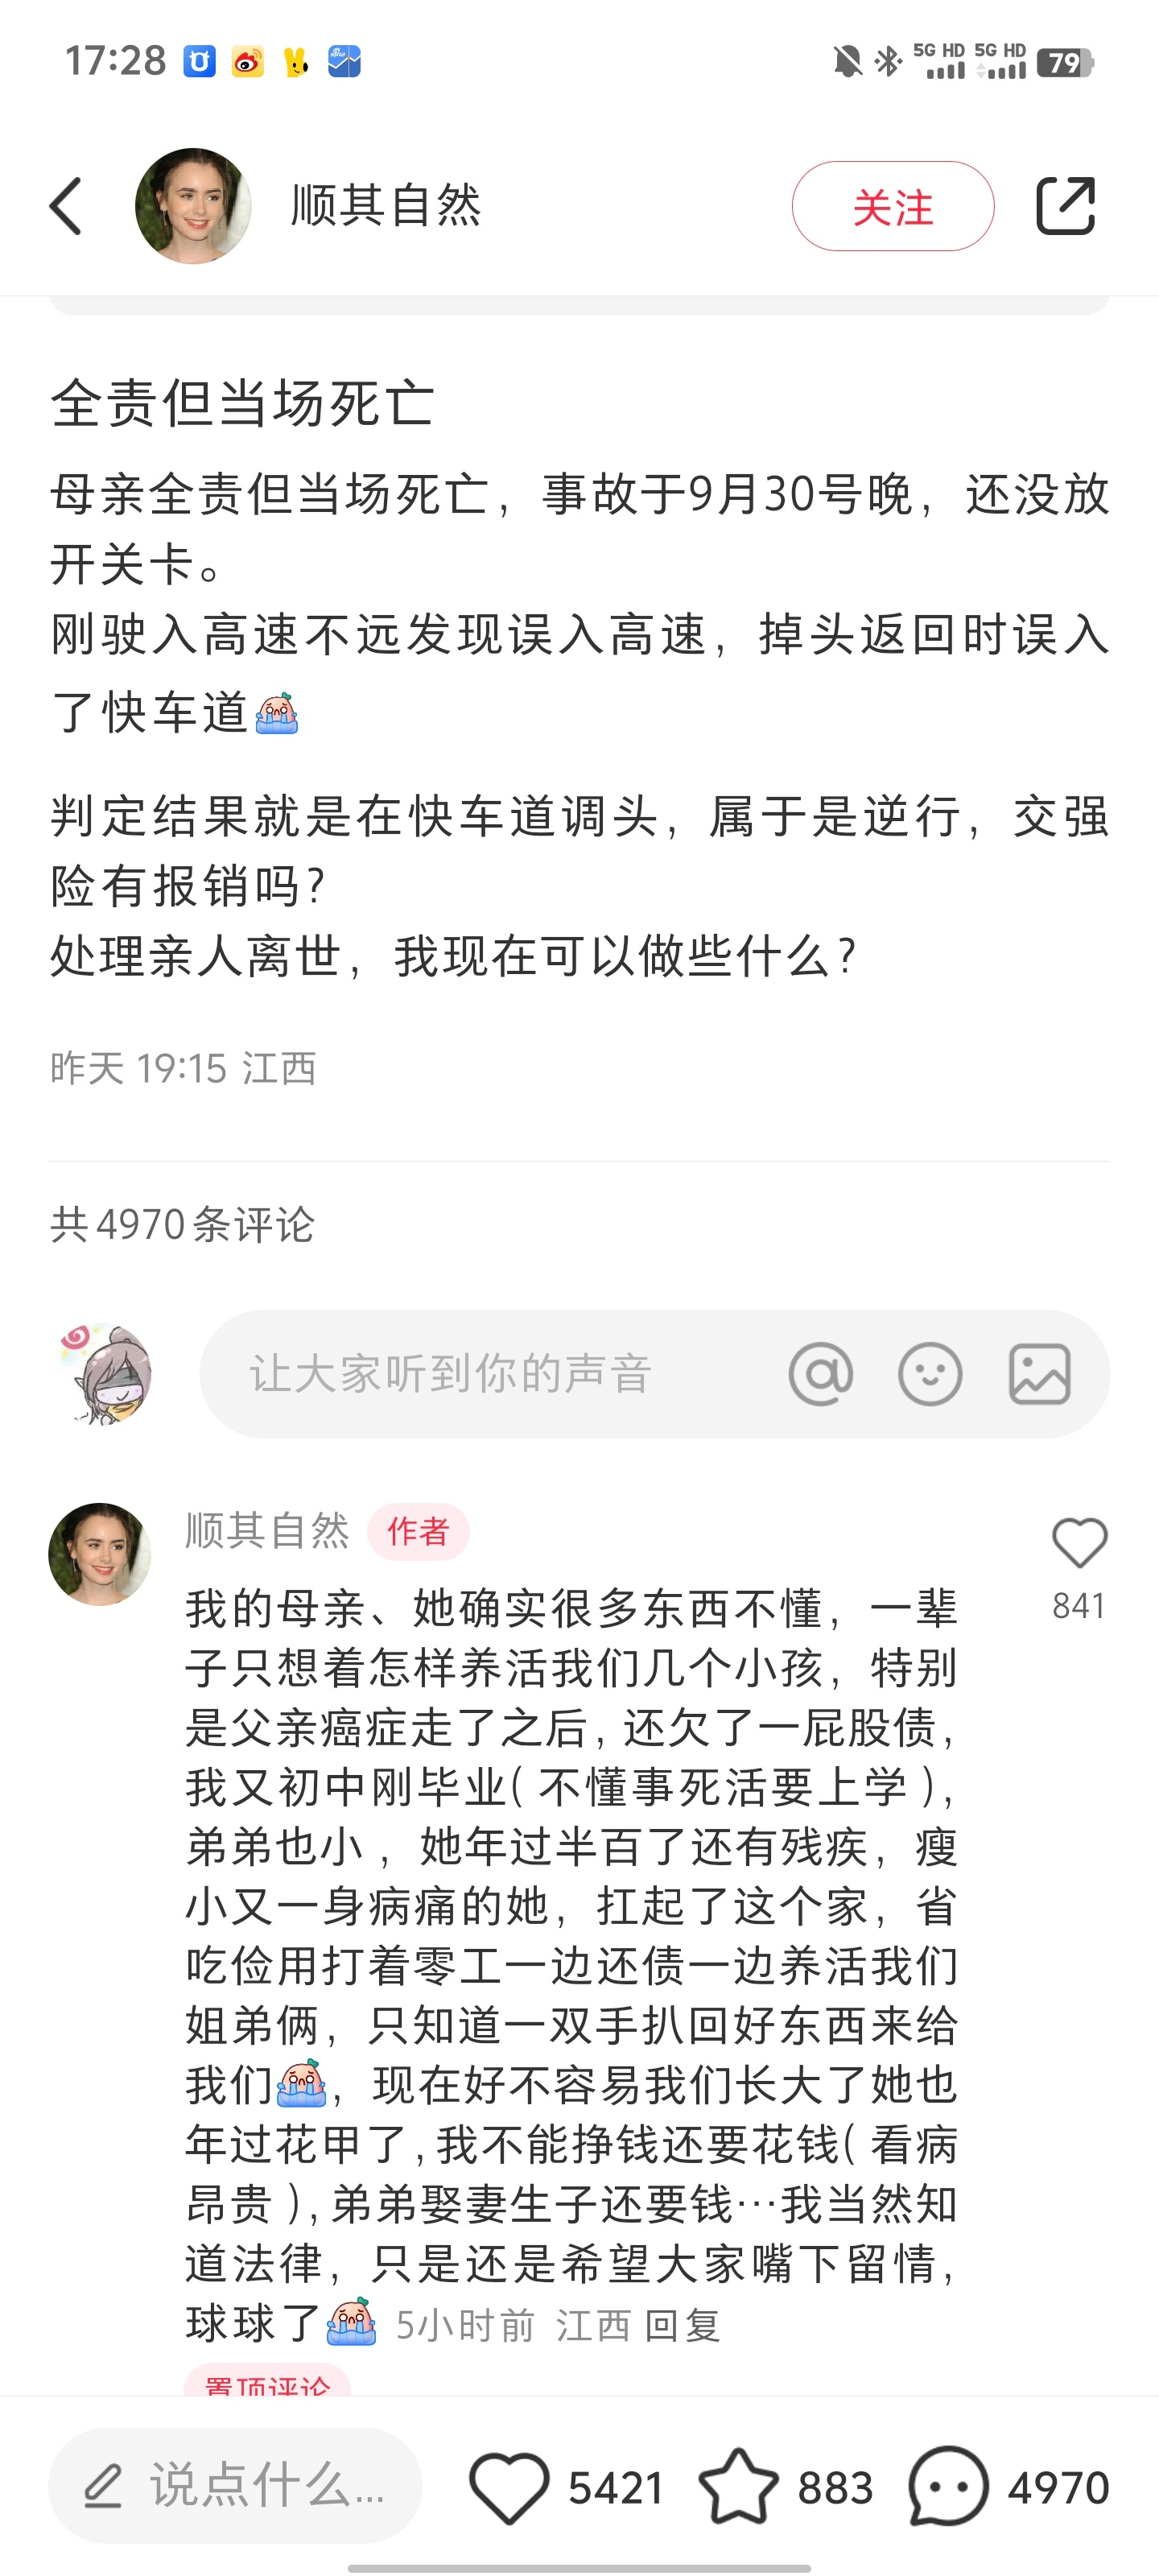 17:28
5G HD 5G HD 79
顺其自然
关注
全责但当场死亡
母亲全责但当场死亡，事故于9月30号晚，还没放
开关卡。
刚驶入高速不远发现误入高速，掉头返回时误入
了快车道
判定结果就是在快车道调头，属于是逆行，交强
险有报销吗？
处理亲人离世，我现在可以做些什么？
昨天 19:15 江西
共 4970 条评论
让大家听到你的声音
顺其自然 作者
841
我的母亲、她确实很多东西不懂，一辈
子只想着怎样养活我们几个小孩，特别
是父亲癌症走了之后，还欠了一屁股债，
我又初中刚毕业（不懂事死活要上学），
弟弟也小，她年过半百了还有残疾，瘦
小又一身病痛的她，扛起了这个家，省
吃俭用打着零工一边还债一边养活我们
姐弟俩，只知道一双手扒回好东西来给
我们，现在好不容易我们长大了她也
年过花甲了，我不能挣钱还要花钱（看病
昂贵），弟弟娶妻生子还要钱…我当然知
道法律，只是还是希望大家嘴下留情，
球球了 5小时前 江西 回复
置顶评论
说点什么...
5421
883
4970